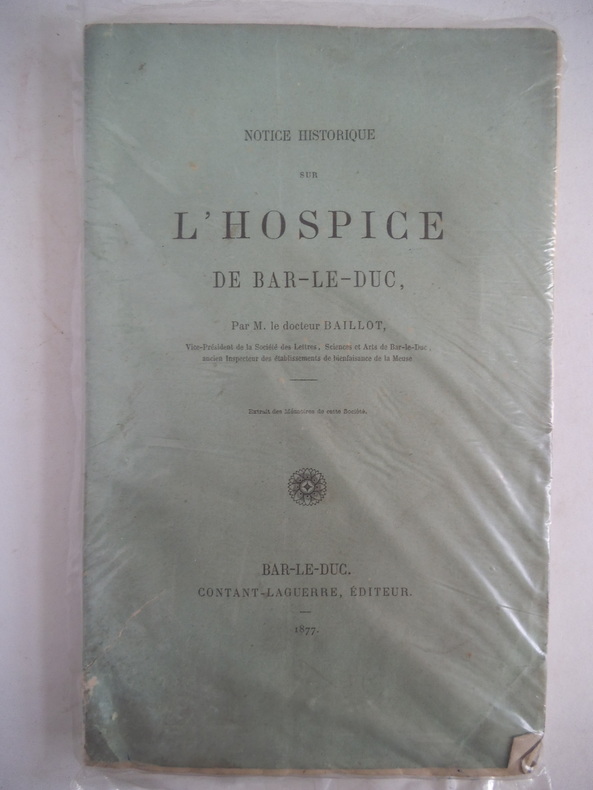 NOTICE HISTORIQUE
SUR
L'HOSPICE
DE BAR-LE-DUC,
Par M. le docteur BAILLOT,
Vice-Président de la Société des Lettres, Sciences et Arts de Bar-le-Duc,
ancien Inspecteur des établissements de bienfaisance de la Meuse
Extrait des Mémoires de cette Société.
BAR-LE-DUC.
CONTANT-LAGUERRE, ÉDITEUR.
1877.